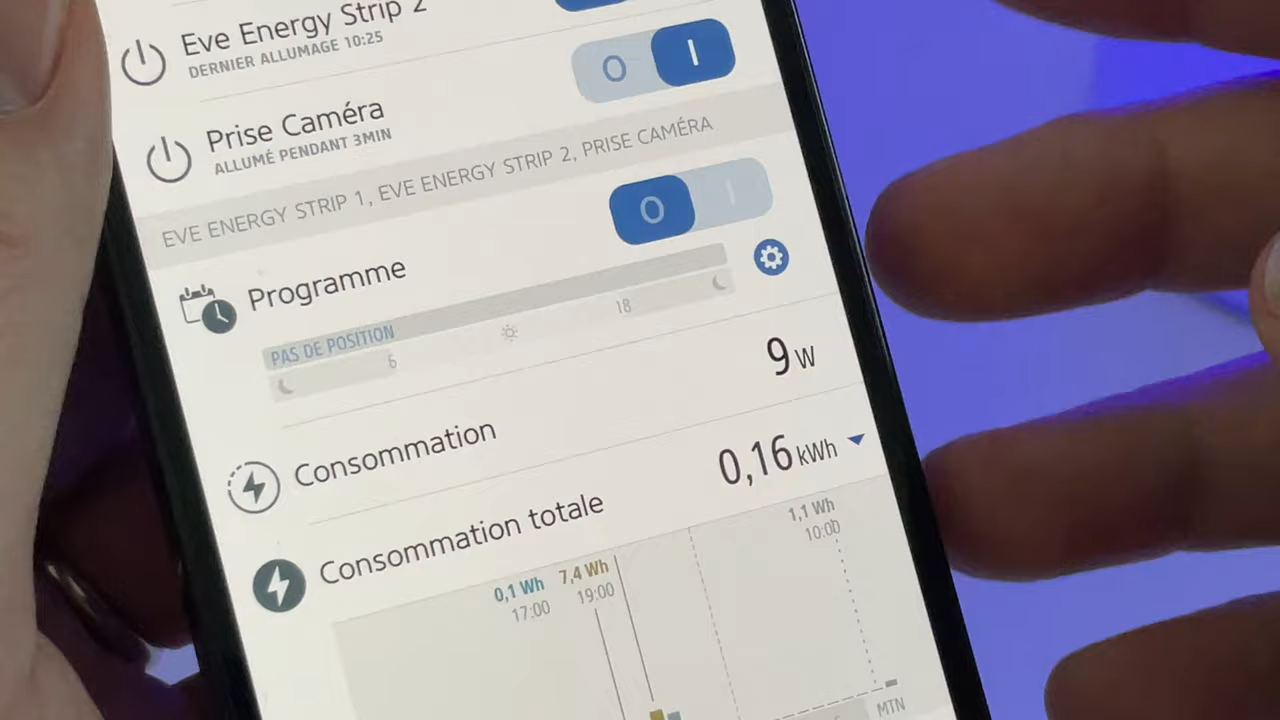 Eve Energy Strip 2
DERNIER ALLUMAGE 10:25
Prise Caméra
ALLUMÉ PENDANT 3MIN
O I
EVE ENERGY STRIP 1, EVE ENERGY STRIP 2, PRISE CAMÉRA
Programme
O I
PAS DE POSITION
6 18
Consommation
9 W
Consommation totale
0,16 kWh
0,1 Wh
17:00
7,4 Wh
19:00
1,1 Wh
10:00
MTN